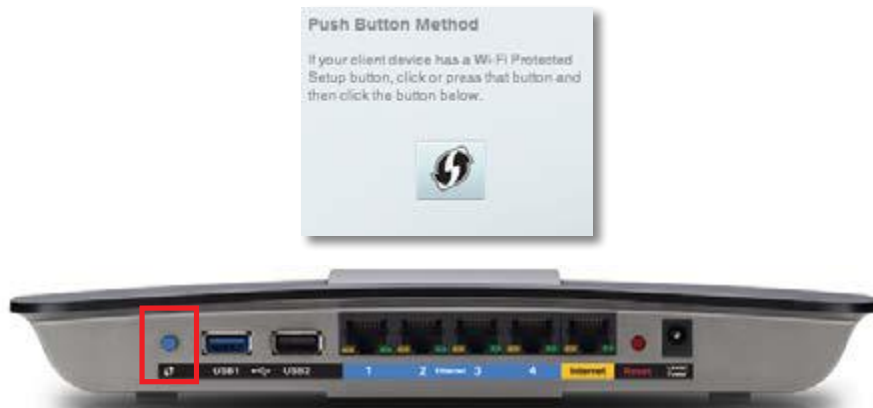 Push Button Method
If your client device has a Wi-Fi Protected
Setup button, click or press that button and
then click the button below.
USB1 USB2 1 2 Ethernet 3 4 Internet Reset